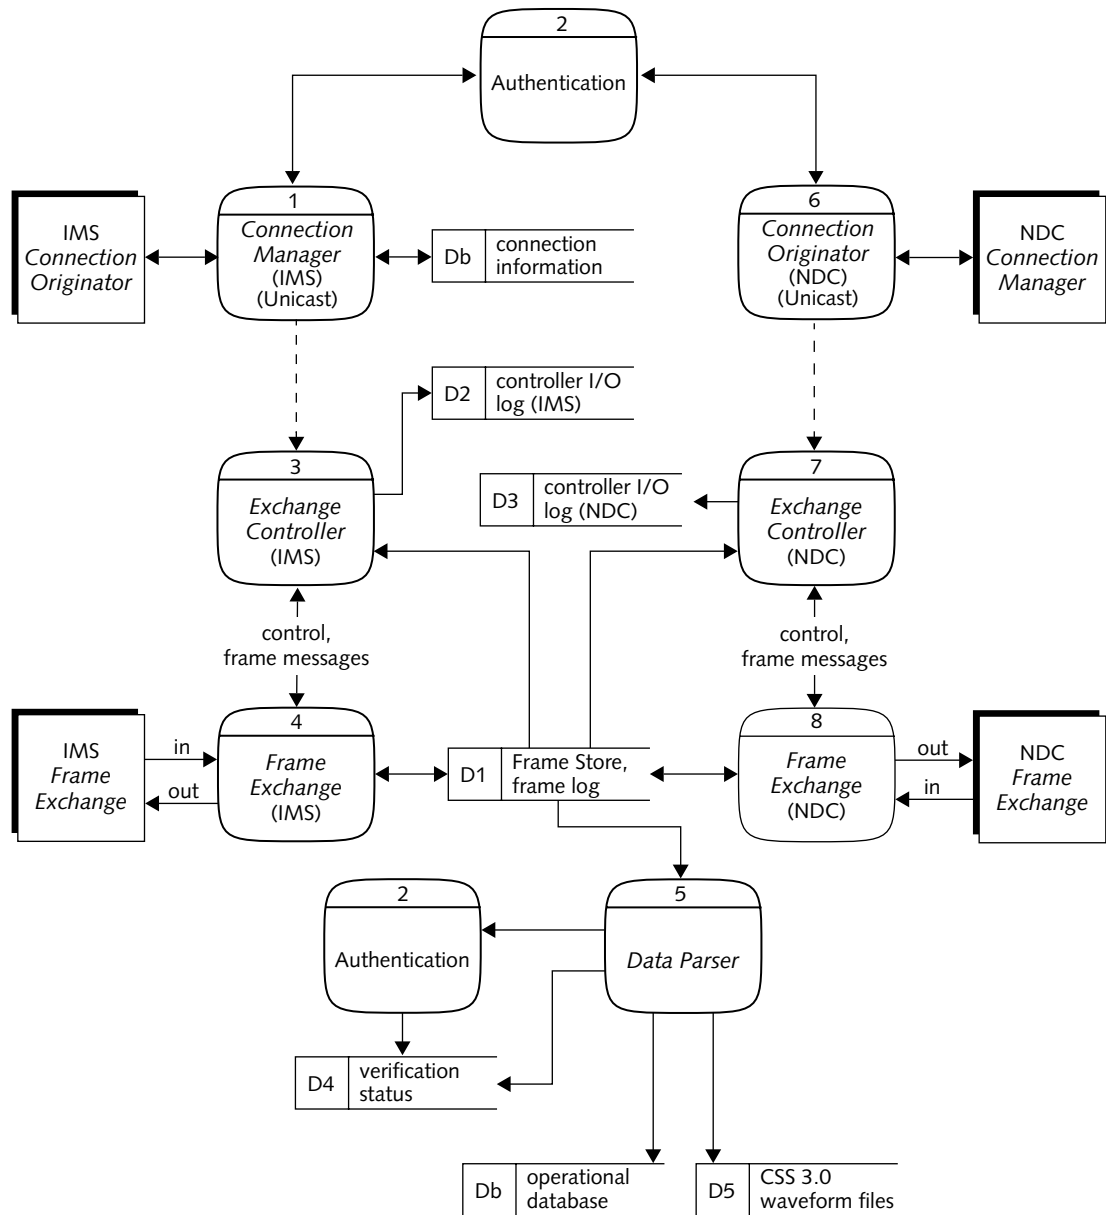 2
Authentication
1
Connection
Manager
(IMS)
(Unicast)
6
Connection
Originator
(NDC)
(Unicast)
IMS
Connection
Originator
Db
connection
information
NDC
Connection
Manager
D2
controller I/O
log (IMS)
3
Exchange
Controller
(IMS)
D3
controller I/O
log (NDC)
7
Exchange
Controller
(NDC)
control,
frame messages
control,
frame messages
IMS
Frame
Exchange
in
out
4
Frame
Exchange
(IMS)
D1
Frame Store,
frame log
8
Frame
Exchange
(NDC)
out
in
NDC
Frame
Exchange
2
Authentication
5
Data Parser
D4
verification
status
Db
operational
database
D5
CSS 3.0
waveform files